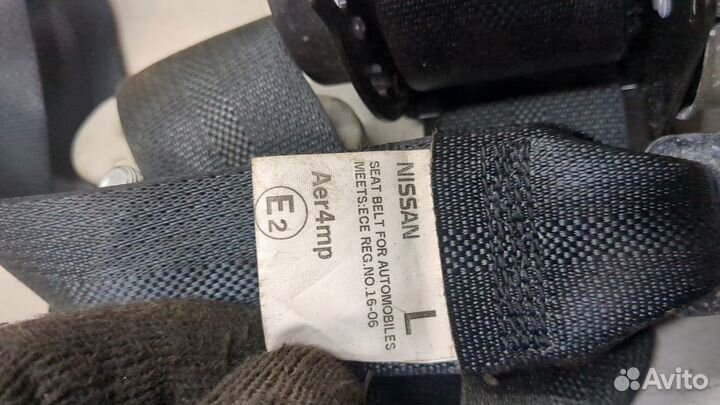 NISSAN
SEAT BELT FOR AUTOMOBILES
MEETS:ECE REG.NO.16-06
L
Aer4mp
E2
Avito